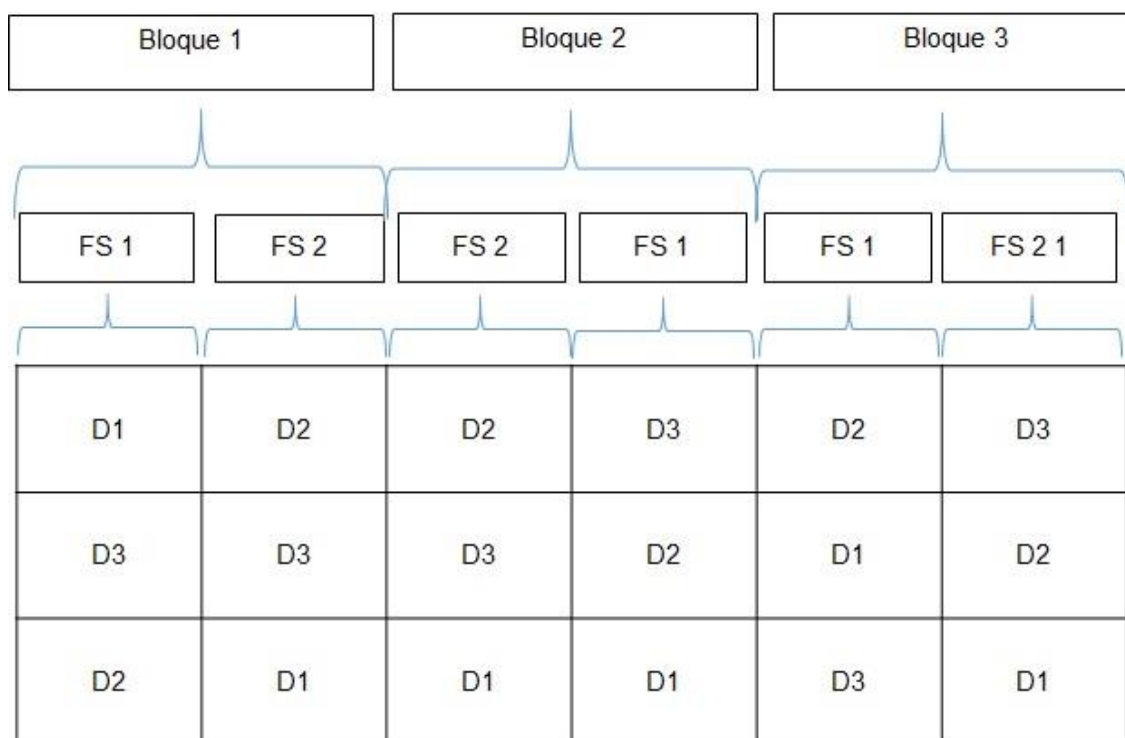 Bloque 1 Bloque 2 Bloque 3
FS 1 FS 2 FS 2 FS 1 FS 1 FS 2 1
D1 D2 D2 D3 D2 D3
D3 D3 D3 D2 D1 D2
D2 D1 D1 D1 D3 D1